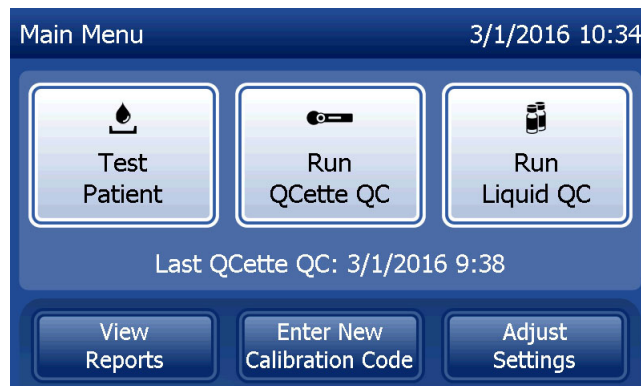 Main Menu 3/1/2016 10:34
Test
Patient
Run
QCette QC
Run
Liquid QC
Last QCette QC: 3/1/2016 9:38
View
Reports
Enter New
Calibration Code
Adjust
Settings